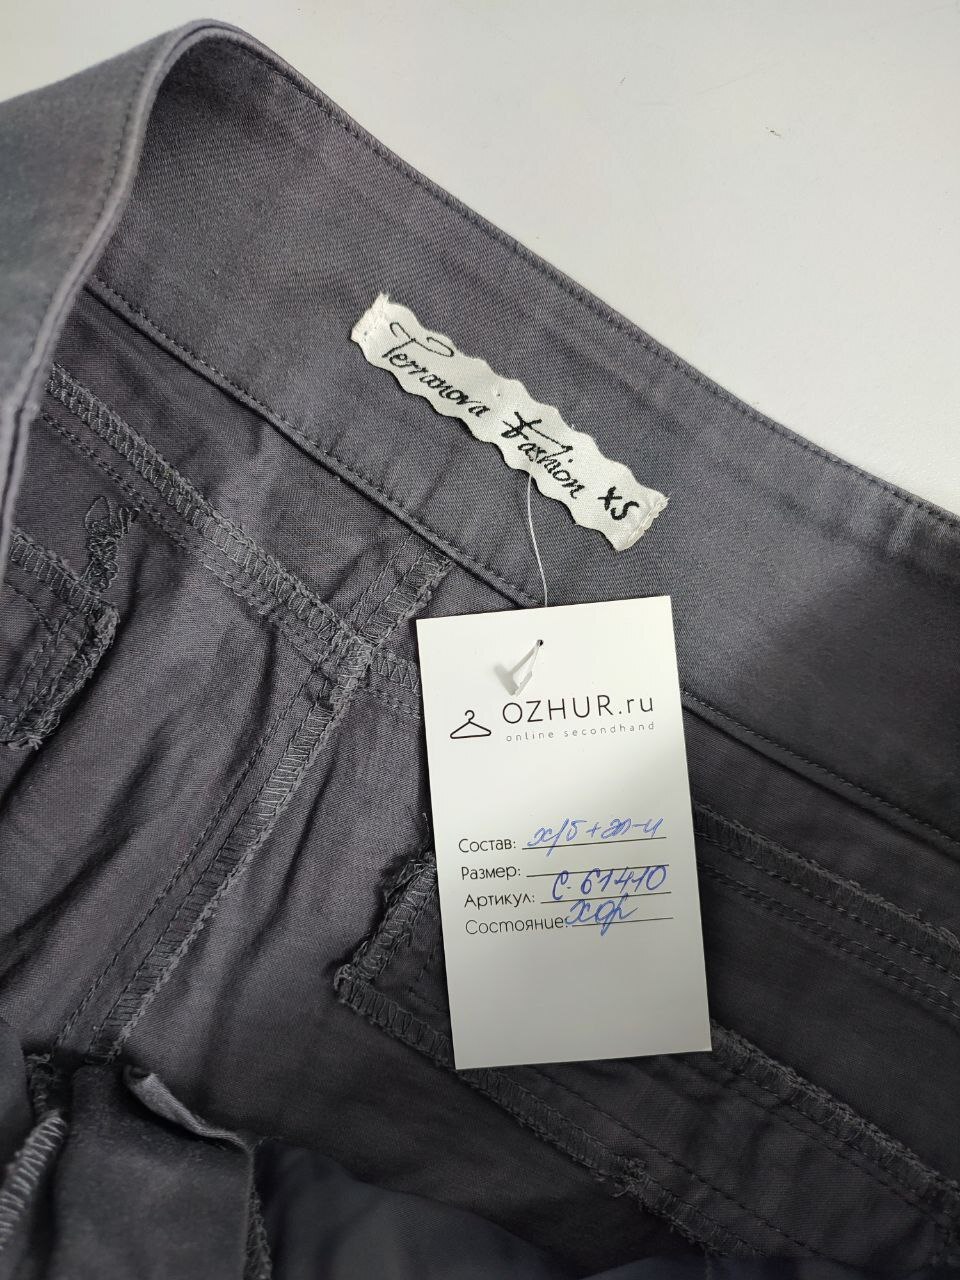 Terranova Fashion XS
OZHUR.ru
online secondhand
Состав: х/б + эл-н
Размер:
Артикул: С-61410
Состояние: хор